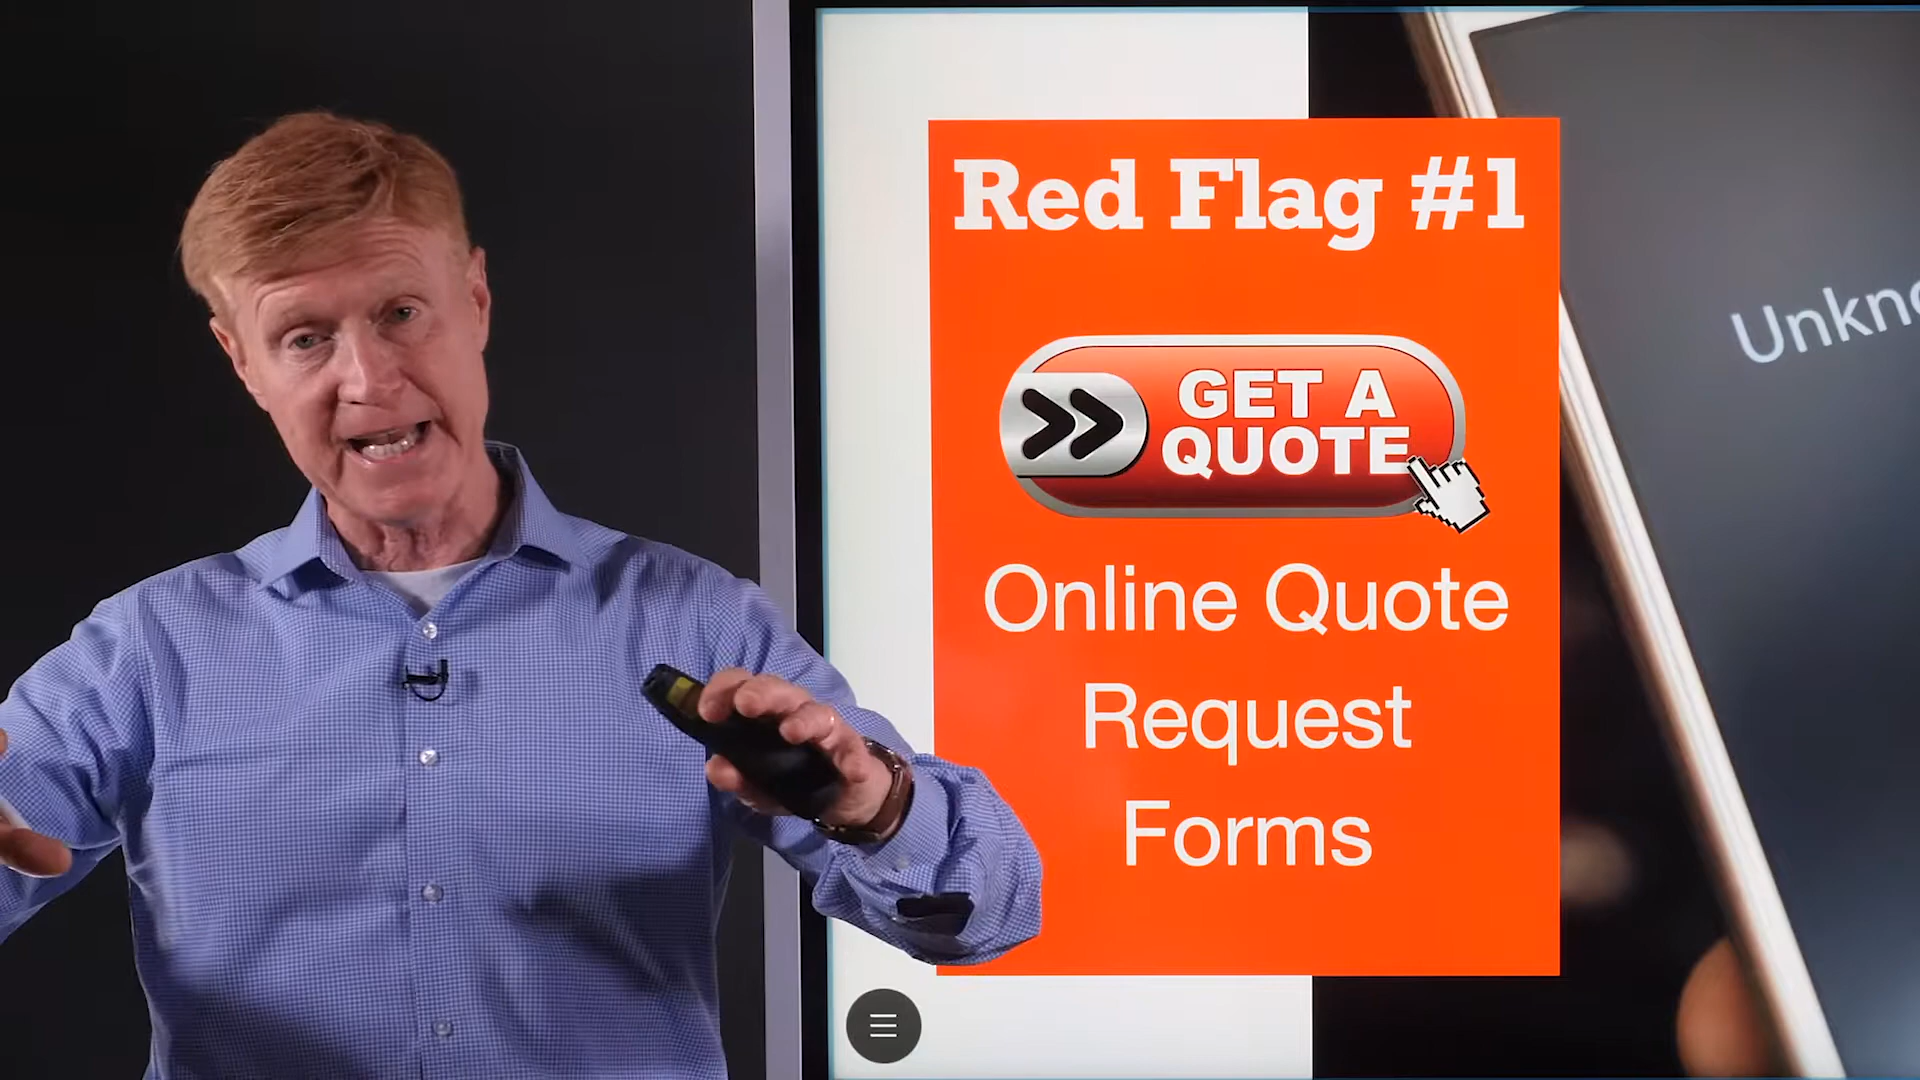 Red Flag #1
GET A
QUOTE
Online Quote
Request
Forms